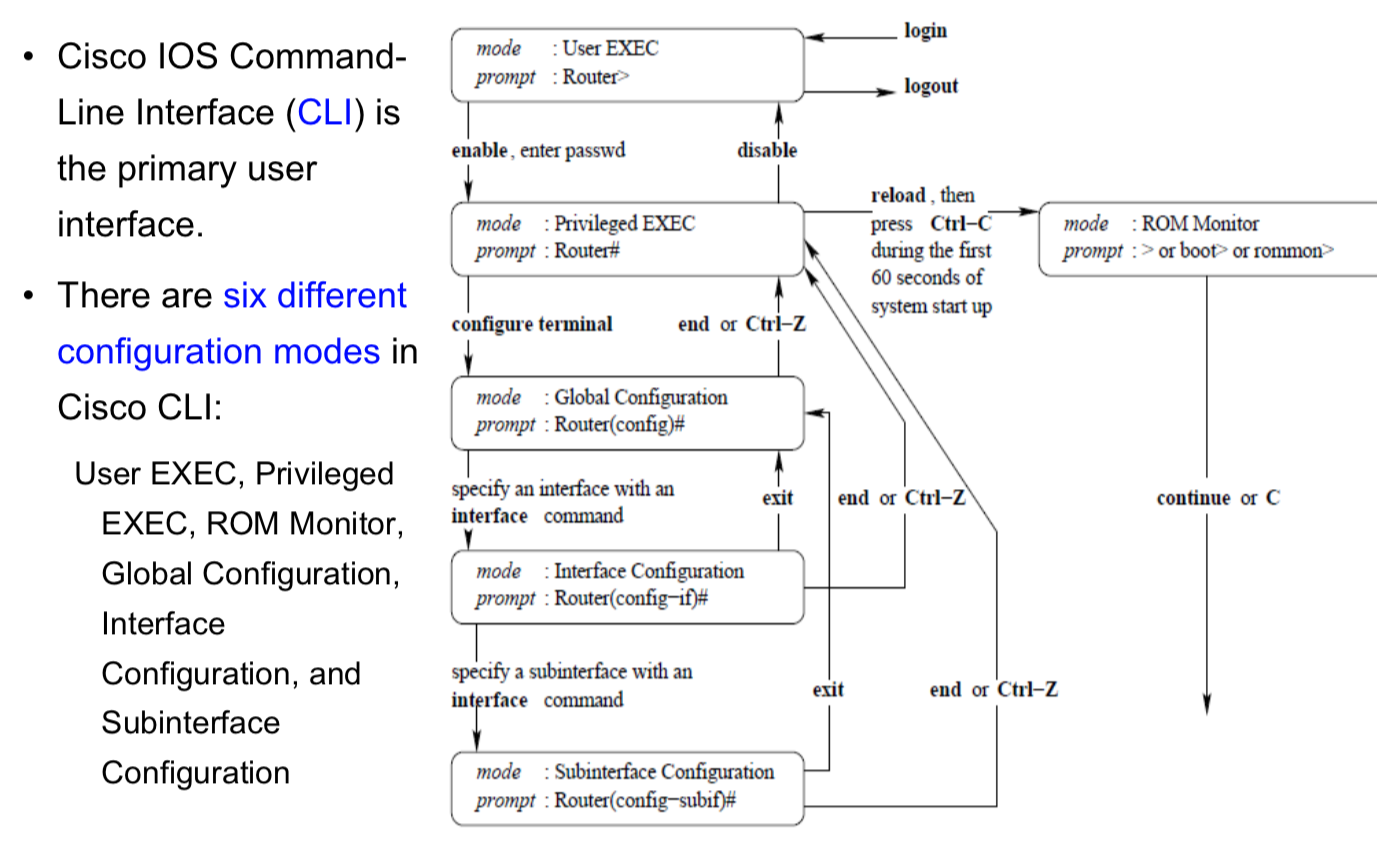 • Cisco IOS Command-
Line Interface (CLI) is
the primary user
interface.
• There are six different
configuration modes in
Cisco CLI:
User EXEC, Privileged
EXEC, ROM Monitor,
Global Configuration,
Interface
Configuration, and
Subinterface
Configuration
mode : User EXEC
prompt : Router>
login
logout
enable, enter passwd
disable
mode : Privileged EXEC
prompt : Router#
reload, then
press Ctrl-C
during the first
60 seconds of
system start up
mode : ROM Monitor
prompt : > or boot> or rommon>
configure terminal
end or Ctrl-Z
mode : Global Configuration
prompt : Router(config)#
specify an interface with an
interface command
exit
end or Ctrl-Z
continue or C
mode : Interface Configuration
prompt : Router(config-if)#
specify a subinterface with an
interface command
exit
end or Ctrl-Z
mode : Subinterface Configuration
prompt : Router(config-subif)#